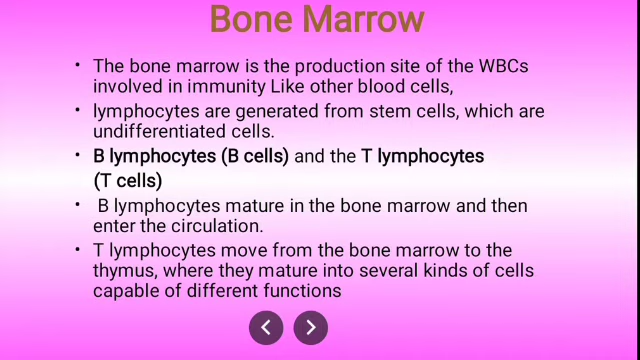 Bone Marrow
• The bone marrow is the production site of the WBCs
involved in immunity Like other blood cells,
• lymphocytes are generated from stem cells, which are
undifferentiated cells.
• B lymphocytes (B cells) and the T lymphocytes
(T cells)
• B lymphocytes mature in the bone marrow and then
enter the circulation.
• T lymphocytes move from the bone marrow to the
thymus, where they mature into several kinds of cells
capable of different functions